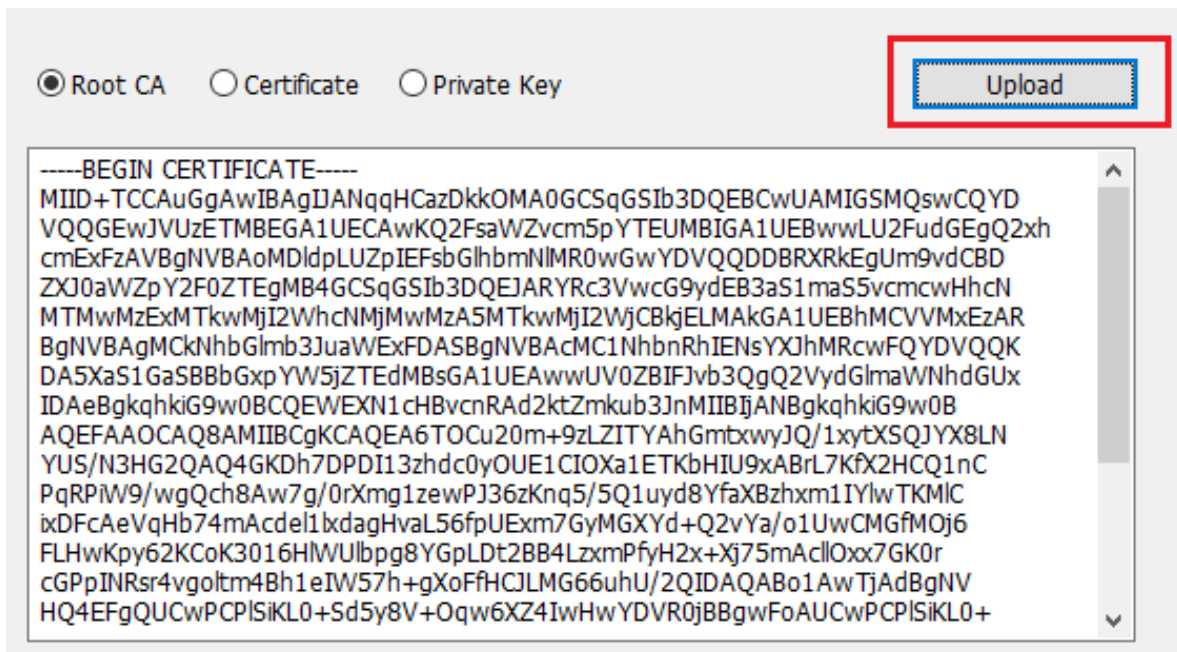 Root CA Certificate Private Key Upload
-----BEGIN CERTIFICATE-----
MIID+TCCAuGgAwIBAgIJANqqHCazDkkOMA0GCSqGSIb3DQEBCwUAMIGSMQswCQYD
VQQGEwJVUzETMBEGA1UECAwKQ2FsaWZvcm5pYTEUMBIGA1UEBwwLU2FudGEgQ2xh
cmExFzAVBgNVBAoMDldpLUZpIEFsbGlhbmNlMR0wGwYDVQQDDBRXRkEgUm9vdCBD
ZXJ0aWZpY2F0ZTEgMB4GCSqGSIb3DQEJARYRc3VwcG9ydEB3aS1maS5vcmcwHhcN
MTMwMzExMTkwMjI2WhcNMjMwMzA5MTkwMjI2WjCBkjELMAkGA1UEBhMCVVMxEzAR
BgNVBAgMCkNhbGlmb3JuaWExFDASBgNVBAcMC1NhbnRhIENsYXJhMRcwFQYDVQQK
DA5XaS1GaSBBbGxpYW5jZTEdMBsGA1UEAwwUV0ZBIFJvb3QgQ2VydGlmaWNhdGUx
IDAeBgkqhkiG9w0BCQEWEXN1cHBvcnRAd2ktZmkub3JnMIIBIjANBgkqhkiG9w0B
AQEFAAOCAQ8AMIIBCgKCAQEA6TOCu20m+9zLZITYAhGmtxwyJQ/1xytXSQJYX8LN
YUS/N3HG2QAQ4GKDh7DPDI13zhdc0yOUE1CIOXa1ETKbHIU9xABrL7KfX2HCQ1nC
PqRPiW9/wgQch8Aw7g/0rXmg1zewPJ36zKnq5/5Q1uyd8YfaXBzhxm1IYlwTKMlC
ixDFcAeVqHb74mAcdel1lxdagHvaL56fpUExm7GyMGXYd+Q2vYa/o1UwCMGfMOj6
FLHwKpy62KCoK3016HlWUlbpg8YGpLDt2BB4LzxmPfyH2x+Xj75mAcllOxx7GK0r
cGPpINRsr4vgoltm4Bh1eIW57h+gXoFfHCJLMG66uhU/2QIDAQABo1AwTjAdBgNV
HQ4EFgQUCwPCPlSiKL0+Sd5y8V+Oqw6XZ4IwHwYDVR0jBBgwFoAUCwPCPlSiKL0+